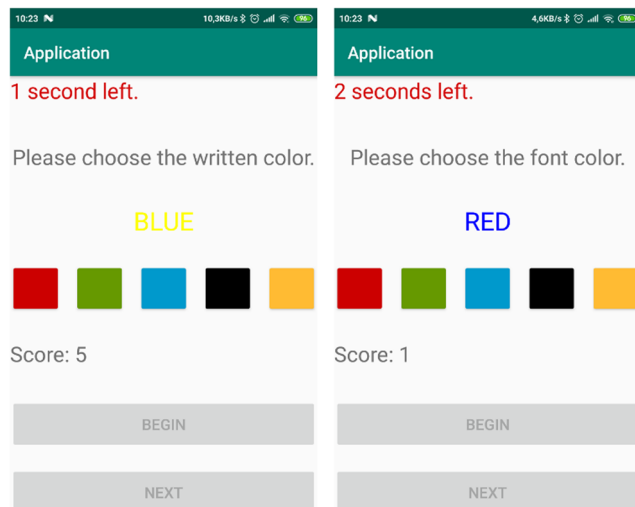 10:23 10,3KB/s 96
Application
1 second left.
Please choose the written color.
BLUE
Score: 5
BEGIN
NEXT
10:23 4,6KB/s 96
Application
2 seconds left.
Please choose the font color.
RED
Score: 1
BEGIN
NEXT